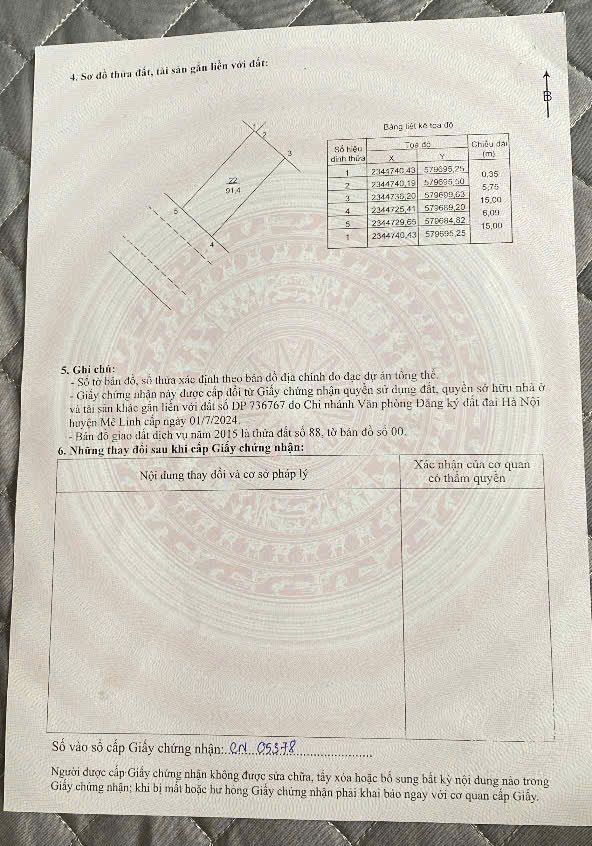 4. Sơ đồ thửa đất, tài sản gắn liền với đất:
B
1
2
3
22
91,4
5
4
Bảng liệt kê tọa độ
Số hiệu đỉnh thửa Tọa độ Chiều dài (m)
X Y
1 2344740,43 579695,25
0,35
2 2344740,19 579695,50
5,75
3 2344736,20 579699,63
15,00
4 2344725,41 579689,20
6,09
5 2344729,65 579684,82
15,00
1 2344740,43 579695,25
5. Ghi chú:
- Số tờ bản đồ, số thửa xác định theo bản đồ địa chính đo đạc dự án tổng thể.
- Giấy chứng nhận này được cấp đổi từ Giấy chứng nhận quyền sử dụng đất, quyền sở hữu nhà ở
và tài sản khác gắn liền với đất số DP 736767 do Chi nhánh Văn phòng Đăng ký đất đai Hà Nội
huyện Mê Linh cấp ngày 01/7/2024.
- Bản đồ giao đất dịch vụ năm 2015 là thửa đất số 88, tờ bản đồ số 00.
6. Những thay đổi sau khi cấp Giấy chứng nhận:
Nội dung thay đổi và cơ sở pháp lý
Xác nhận của cơ quan
có thẩm quyền
Số vào sổ cấp Giấy chứng nhận: CN 05378
Người được cấp Giấy chứng nhận không được sửa chữa, tẩy xóa hoặc bổ sung bất kỳ nội dung nào trong
Giấy chứng nhận; khi bị mất hoặc hư hỏng Giấy chứng nhận phải khai báo ngay với cơ quan cấp Giấy.